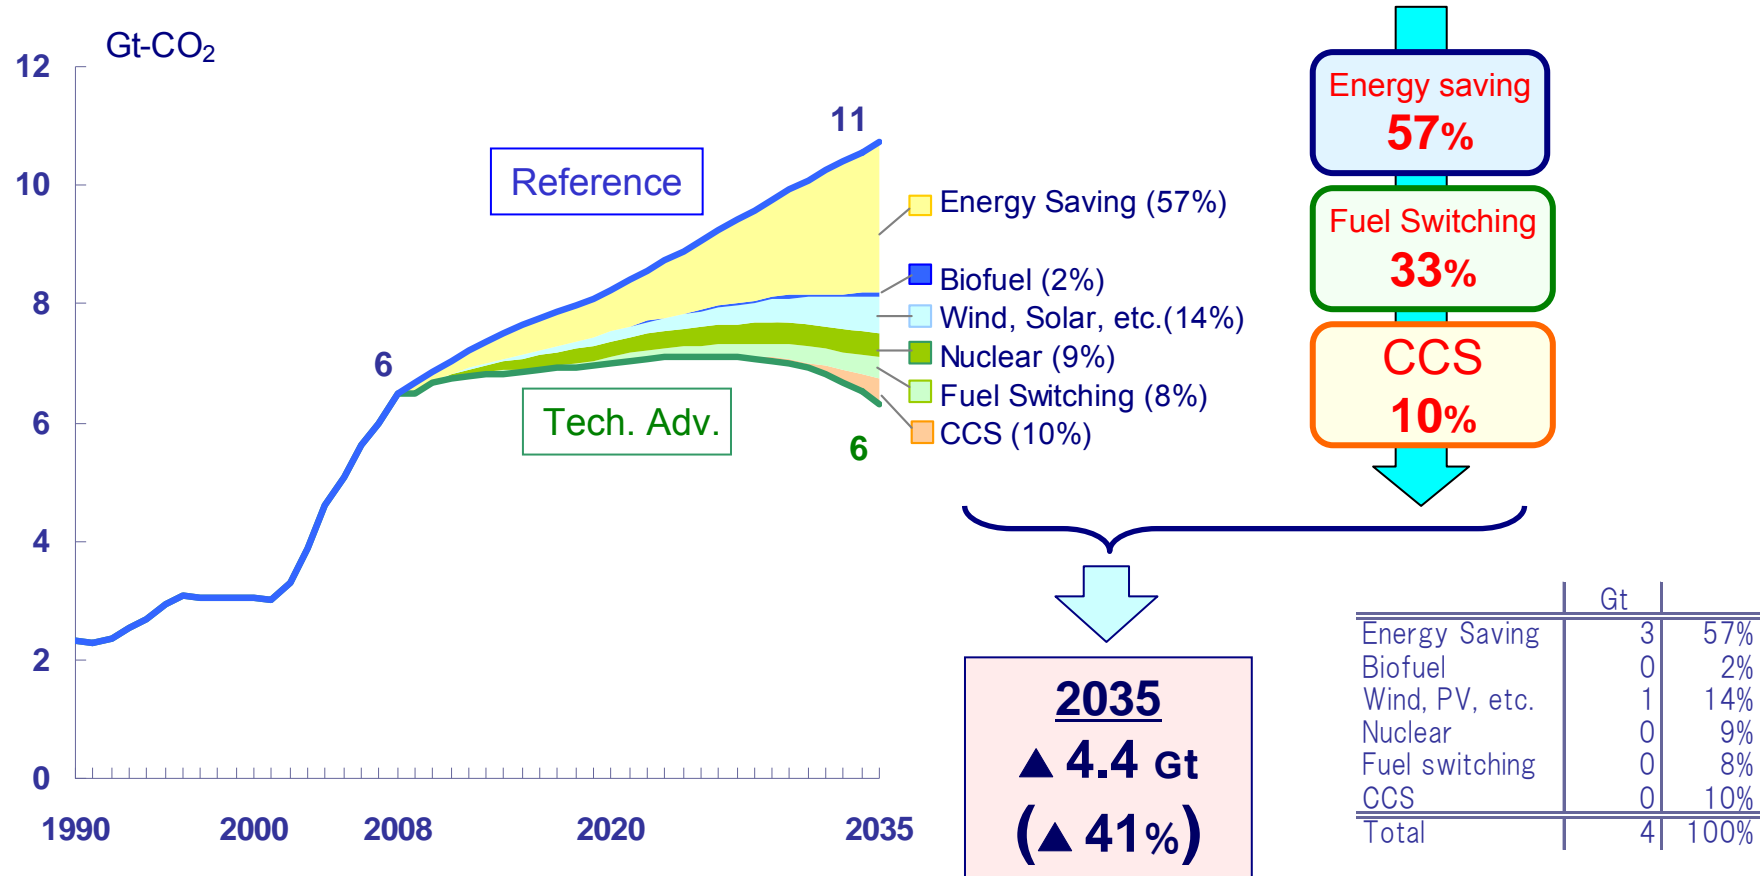 Gt-CO₂
12
10
8
6
4
2
0
1990 2000 2008 2020 2035
11
6
6
Reference
Tech. Adv.
Energy Saving (57%)
Biofuel (2%)
Wind, Solar, etc.(14%)
Nuclear (9%)
Fuel Switching (8%)
CCS (10%)
Energy saving
57%
Fuel Switching
33%
CCS
10%
2035
▲ 4.4 Gt
(▲ 41%)
Gt
Energy Saving 3 57%
Biofuel 0 2%
Wind, PV, etc. 1 14%
Nuclear 0 9%
Fuel switching 0 8%
CCS 0 10%
Total 4 100%